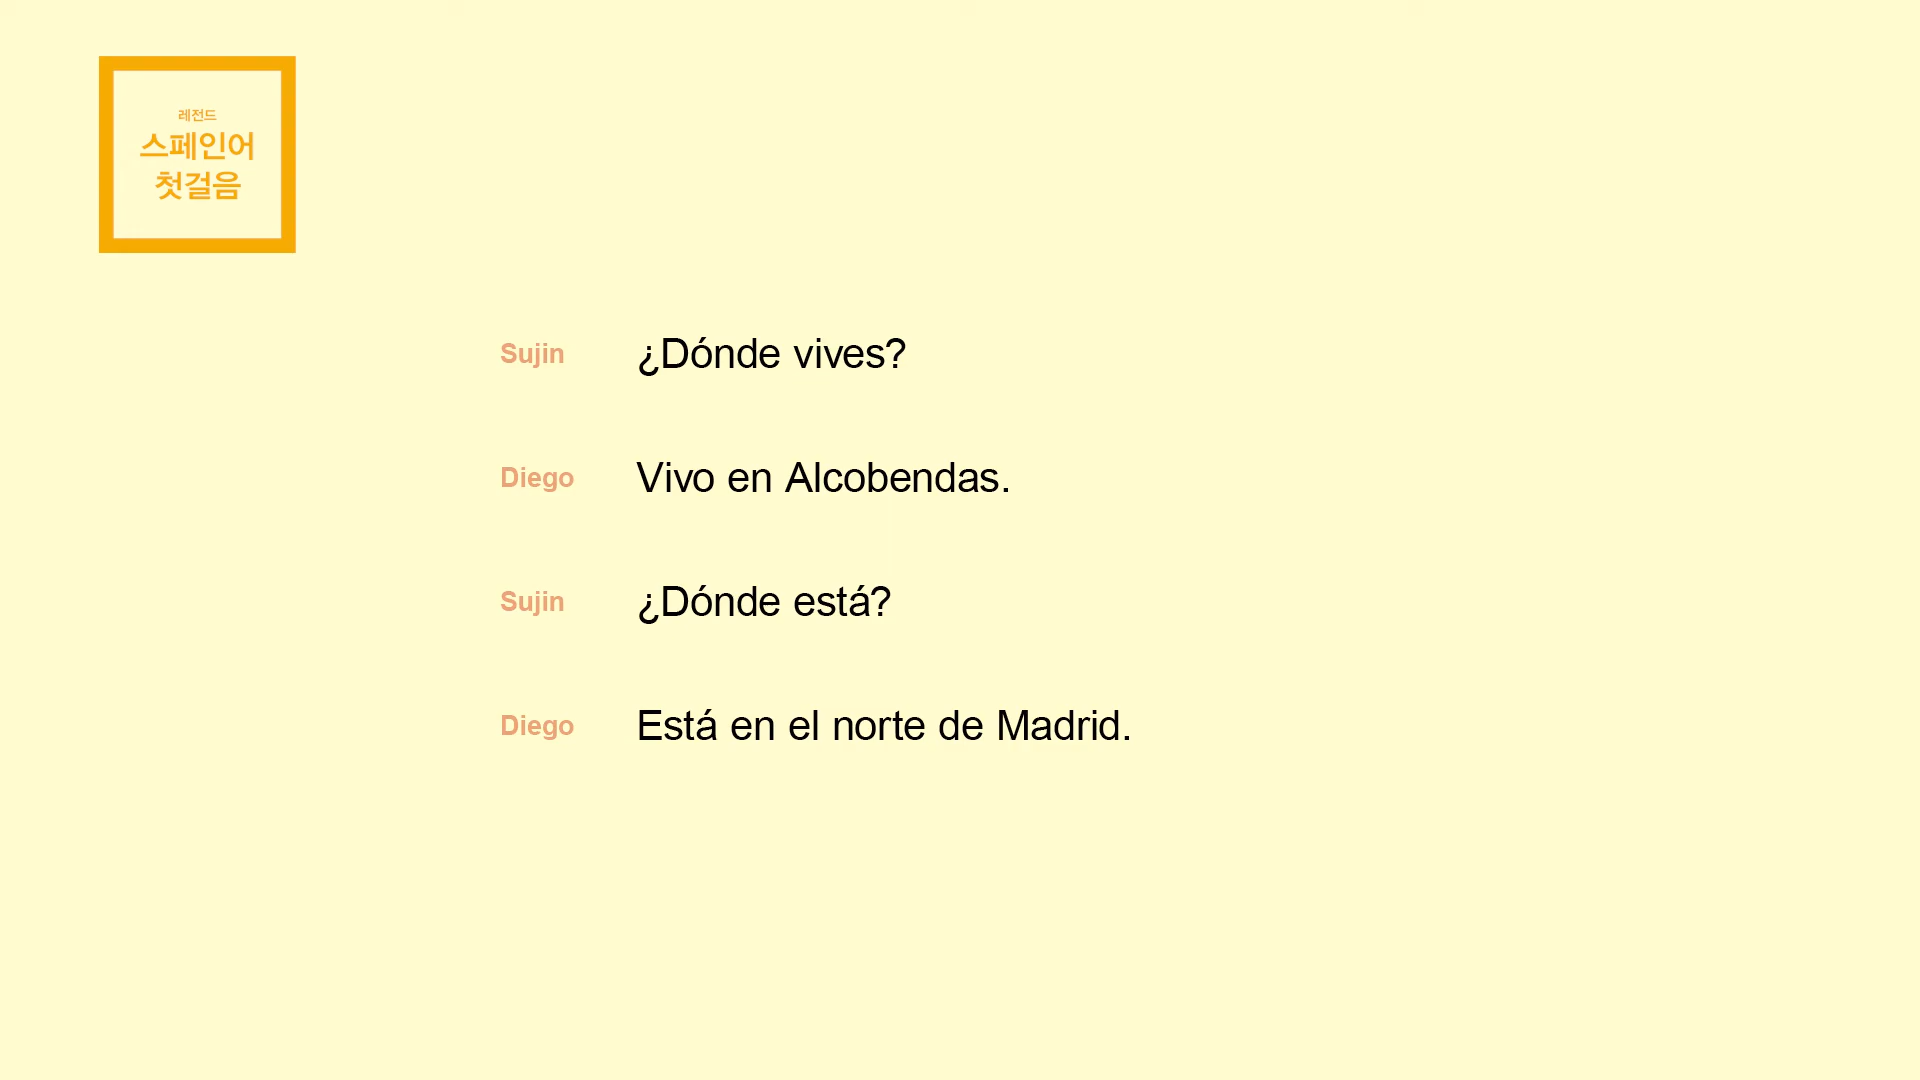 레전드
스페인어
첫걸음
Sujin ¿Dónde vives?
Diego Vivo en Alcobendas.
Sujin ¿Dónde está?
Diego Está en el norte de Madrid.